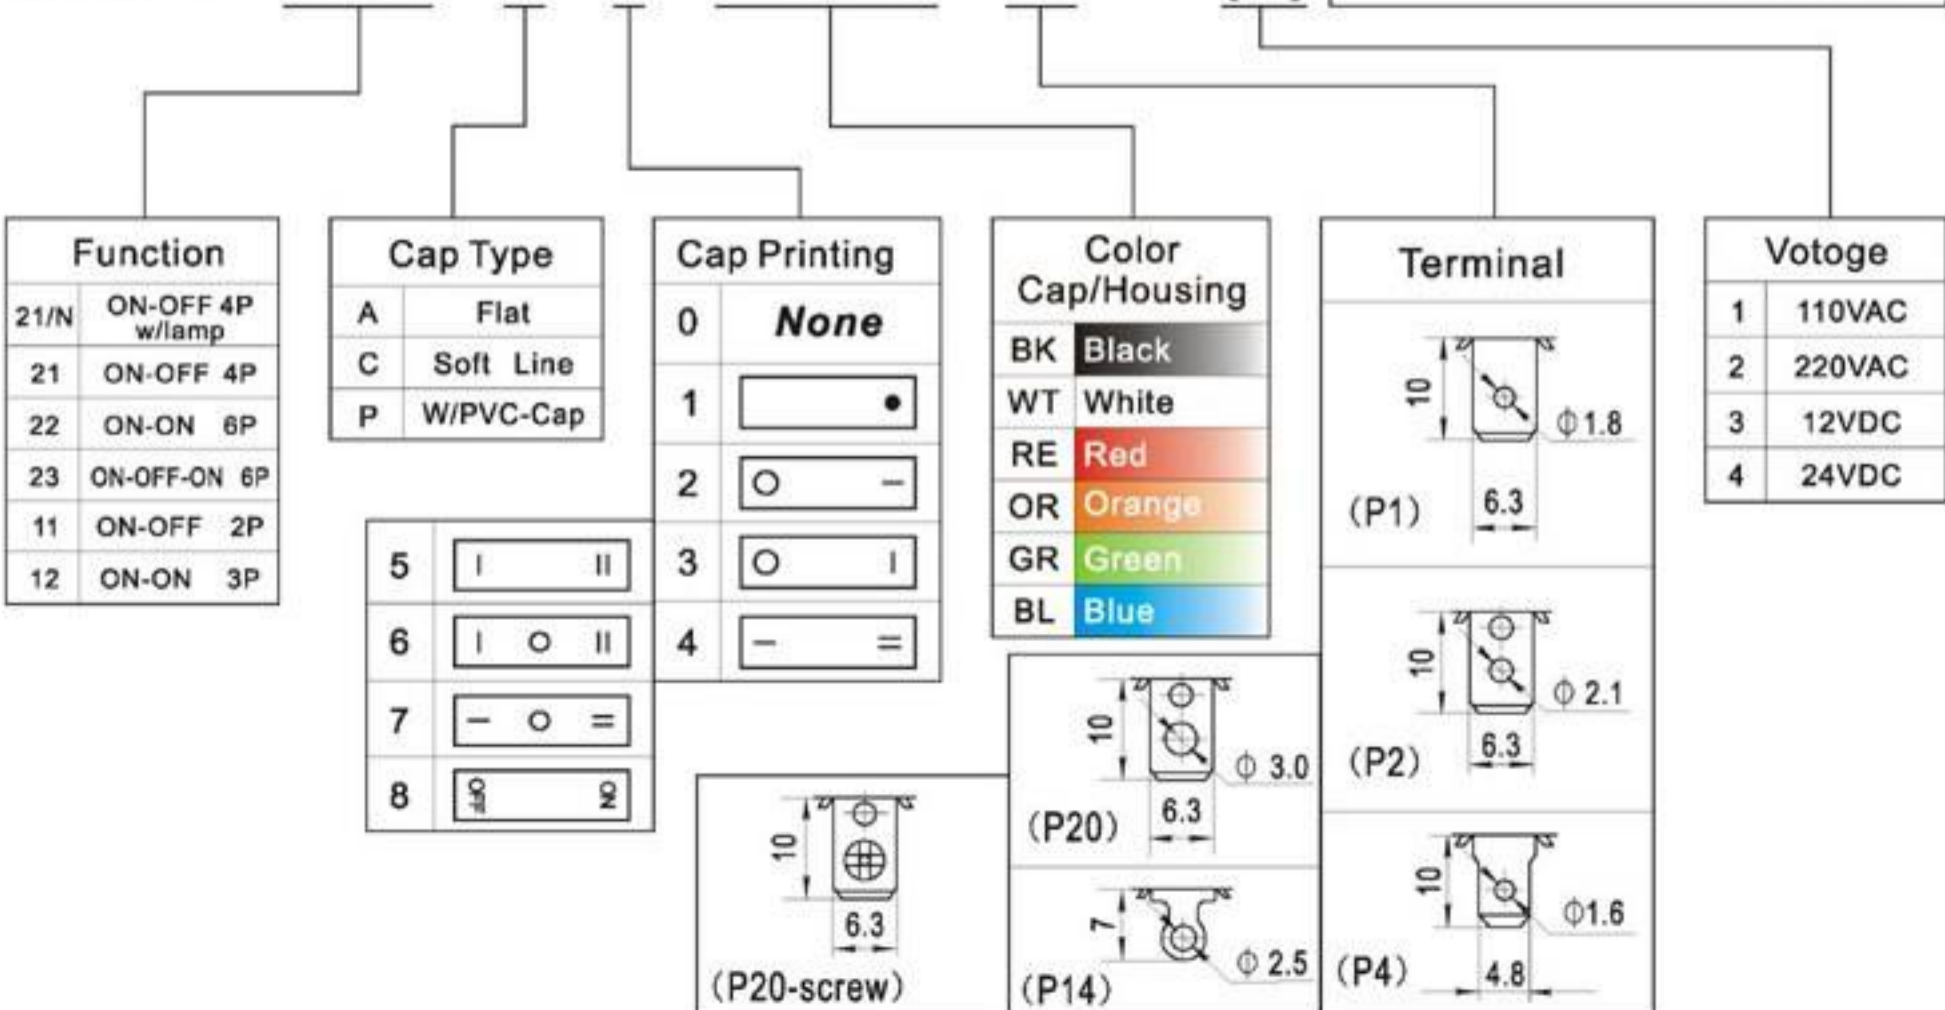 Function
21/N ON-OFF 4P
w/lamp
21 ON-OFF 4P
22 ON-ON 6P
23 ON-OFF-ON 6P
11 ON-OFF 2P
12 ON-ON 3P
Cap Type
A Flat
C Soft Line
P W/PVC-Cap
Cap Printing
0 None
1 ●
2 O —
3 O I
4 — =
5 I II
6 I O II
7 — O =
8 OFF ON
Color
Cap/Housing
BK Black
WT White
RE Red
OR Orange
GR Green
BL Blue
Terminal
10
Φ1.8
6.3
(P1)
10
Φ 2.1
6.3
(P2)
10
Φ1.6
4.8
(P4)
10
Φ 3.0
6.3
(P20)
7
Φ 2.5
(P14)
10
6.3
(P20-screw)
Votoge
1 110VAC
2 220VAC
3 12VDC
4 24VDC